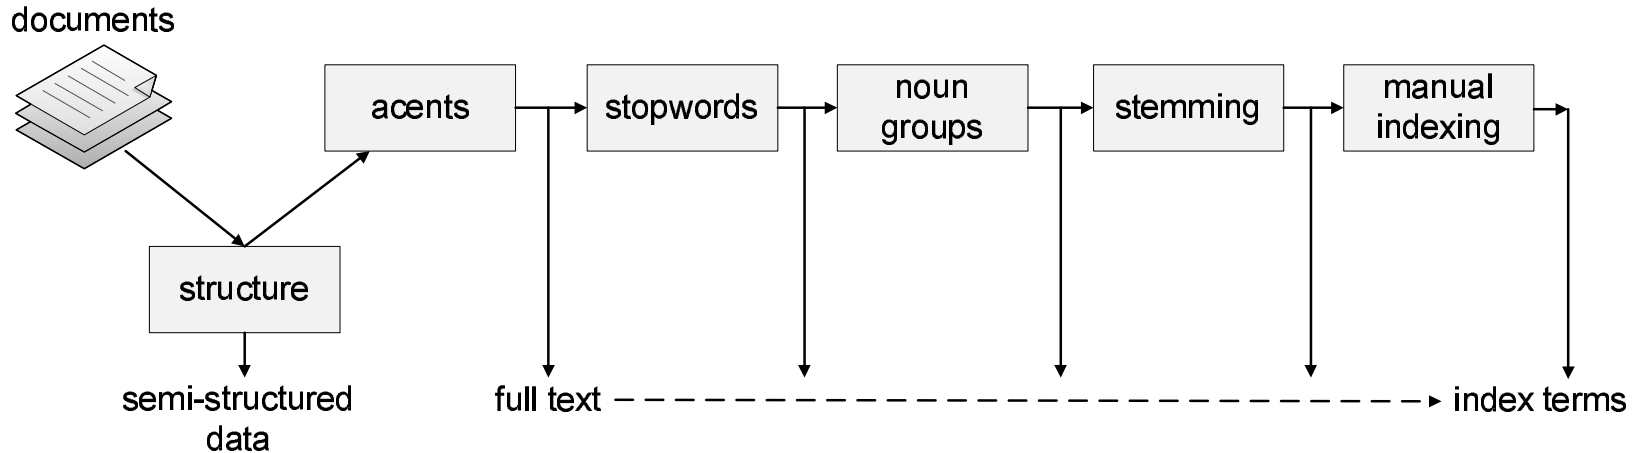 documents
acents
stopwords
noun
groups
stemming
manual
indexing
structure
semi-structured
data
full text
index terms